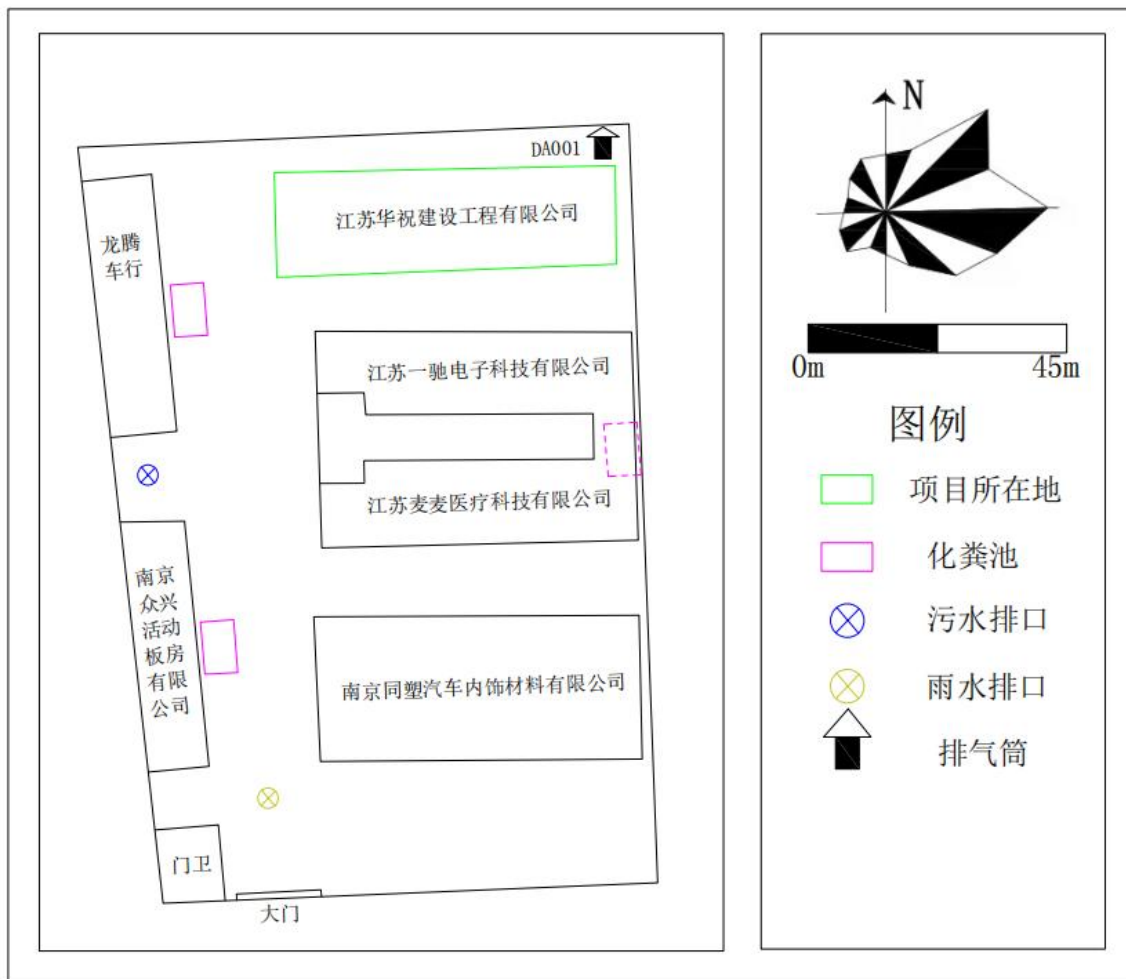 DA001
江苏华祝建设工程有限公司
龙腾
车行
江苏一驰电子科技有限公司
江苏麦麦医疗科技有限公司
南京
众兴
活动
板房
有限
公司
南京同塑汽车内饰材料有限公司
门卫
大门
N
0m
45m
图例
项目所在地
化粪池
污水排口
雨水排口
排气筒